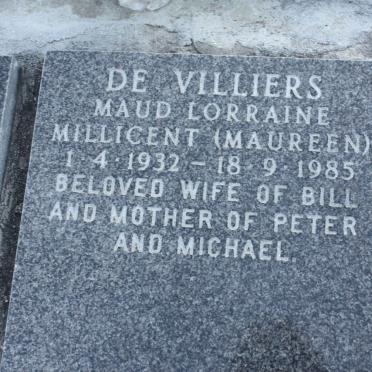 DE VILLIERS
MAUD LORRAINE
MILLICENT (MAUREEN)
1·4·1932 – 18·9·1985
BELOVED WIFE OF BILL
AND MOTHER OF PETER
AND MICHAEL.